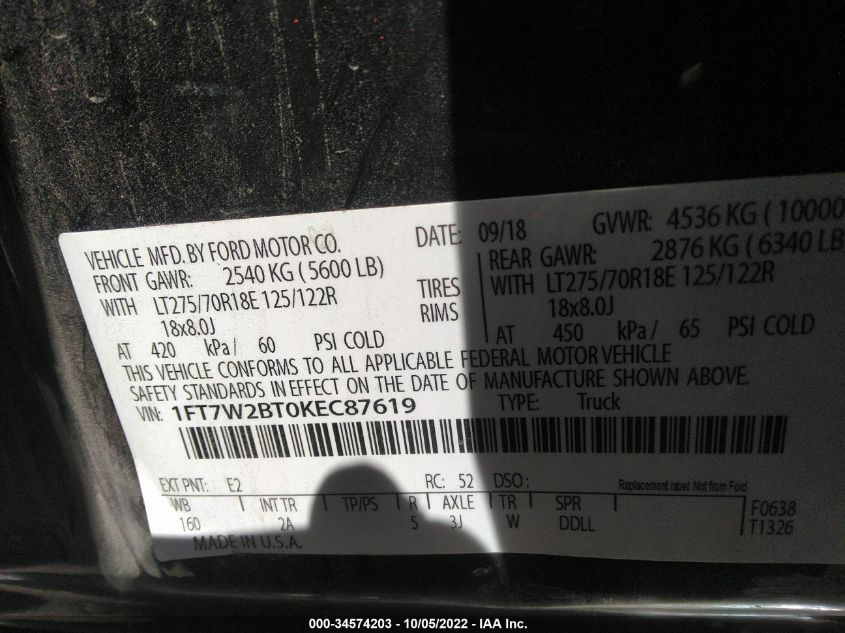 VEHICLE MFD. BY FORD MOTOR CO. DATE: 09/18 GVWR: 4536 KG ( 10000
FRONT GAWR: 2540 KG ( 5600 LB) REAR GAWR: 2876 KG ( 6340 LB
WITH LT275/70R18E 125/122R TIRES WITH LT275/70R18E 125/122R
18x8.0J RIMS 18x8.0J
AT 420 kPa/ 60 PSI COLD AT 450 kPa/ 65 PSI COLD
THIS VEHICLE CONFORMS TO ALL APPLICABLE FEDERAL MOTOR VEHICLE
SAFETY STANDARDS IN EFFECT ON THE DATE OF MANUFACTURE SHOWN ABOVE.
VIN: 1FT7W2BT0KEC87619 TYPE: Truck
EXT PNT: E2 RC: 52 DSO: Replacement label: Not from Ford
WB INT TR TP/PS R AXLE TR SPR F0638
160 2A 5 3J W DDLL T1326
MADE IN U.S.A.
000-34574203 - 10/05/2022 - IAA Inc.